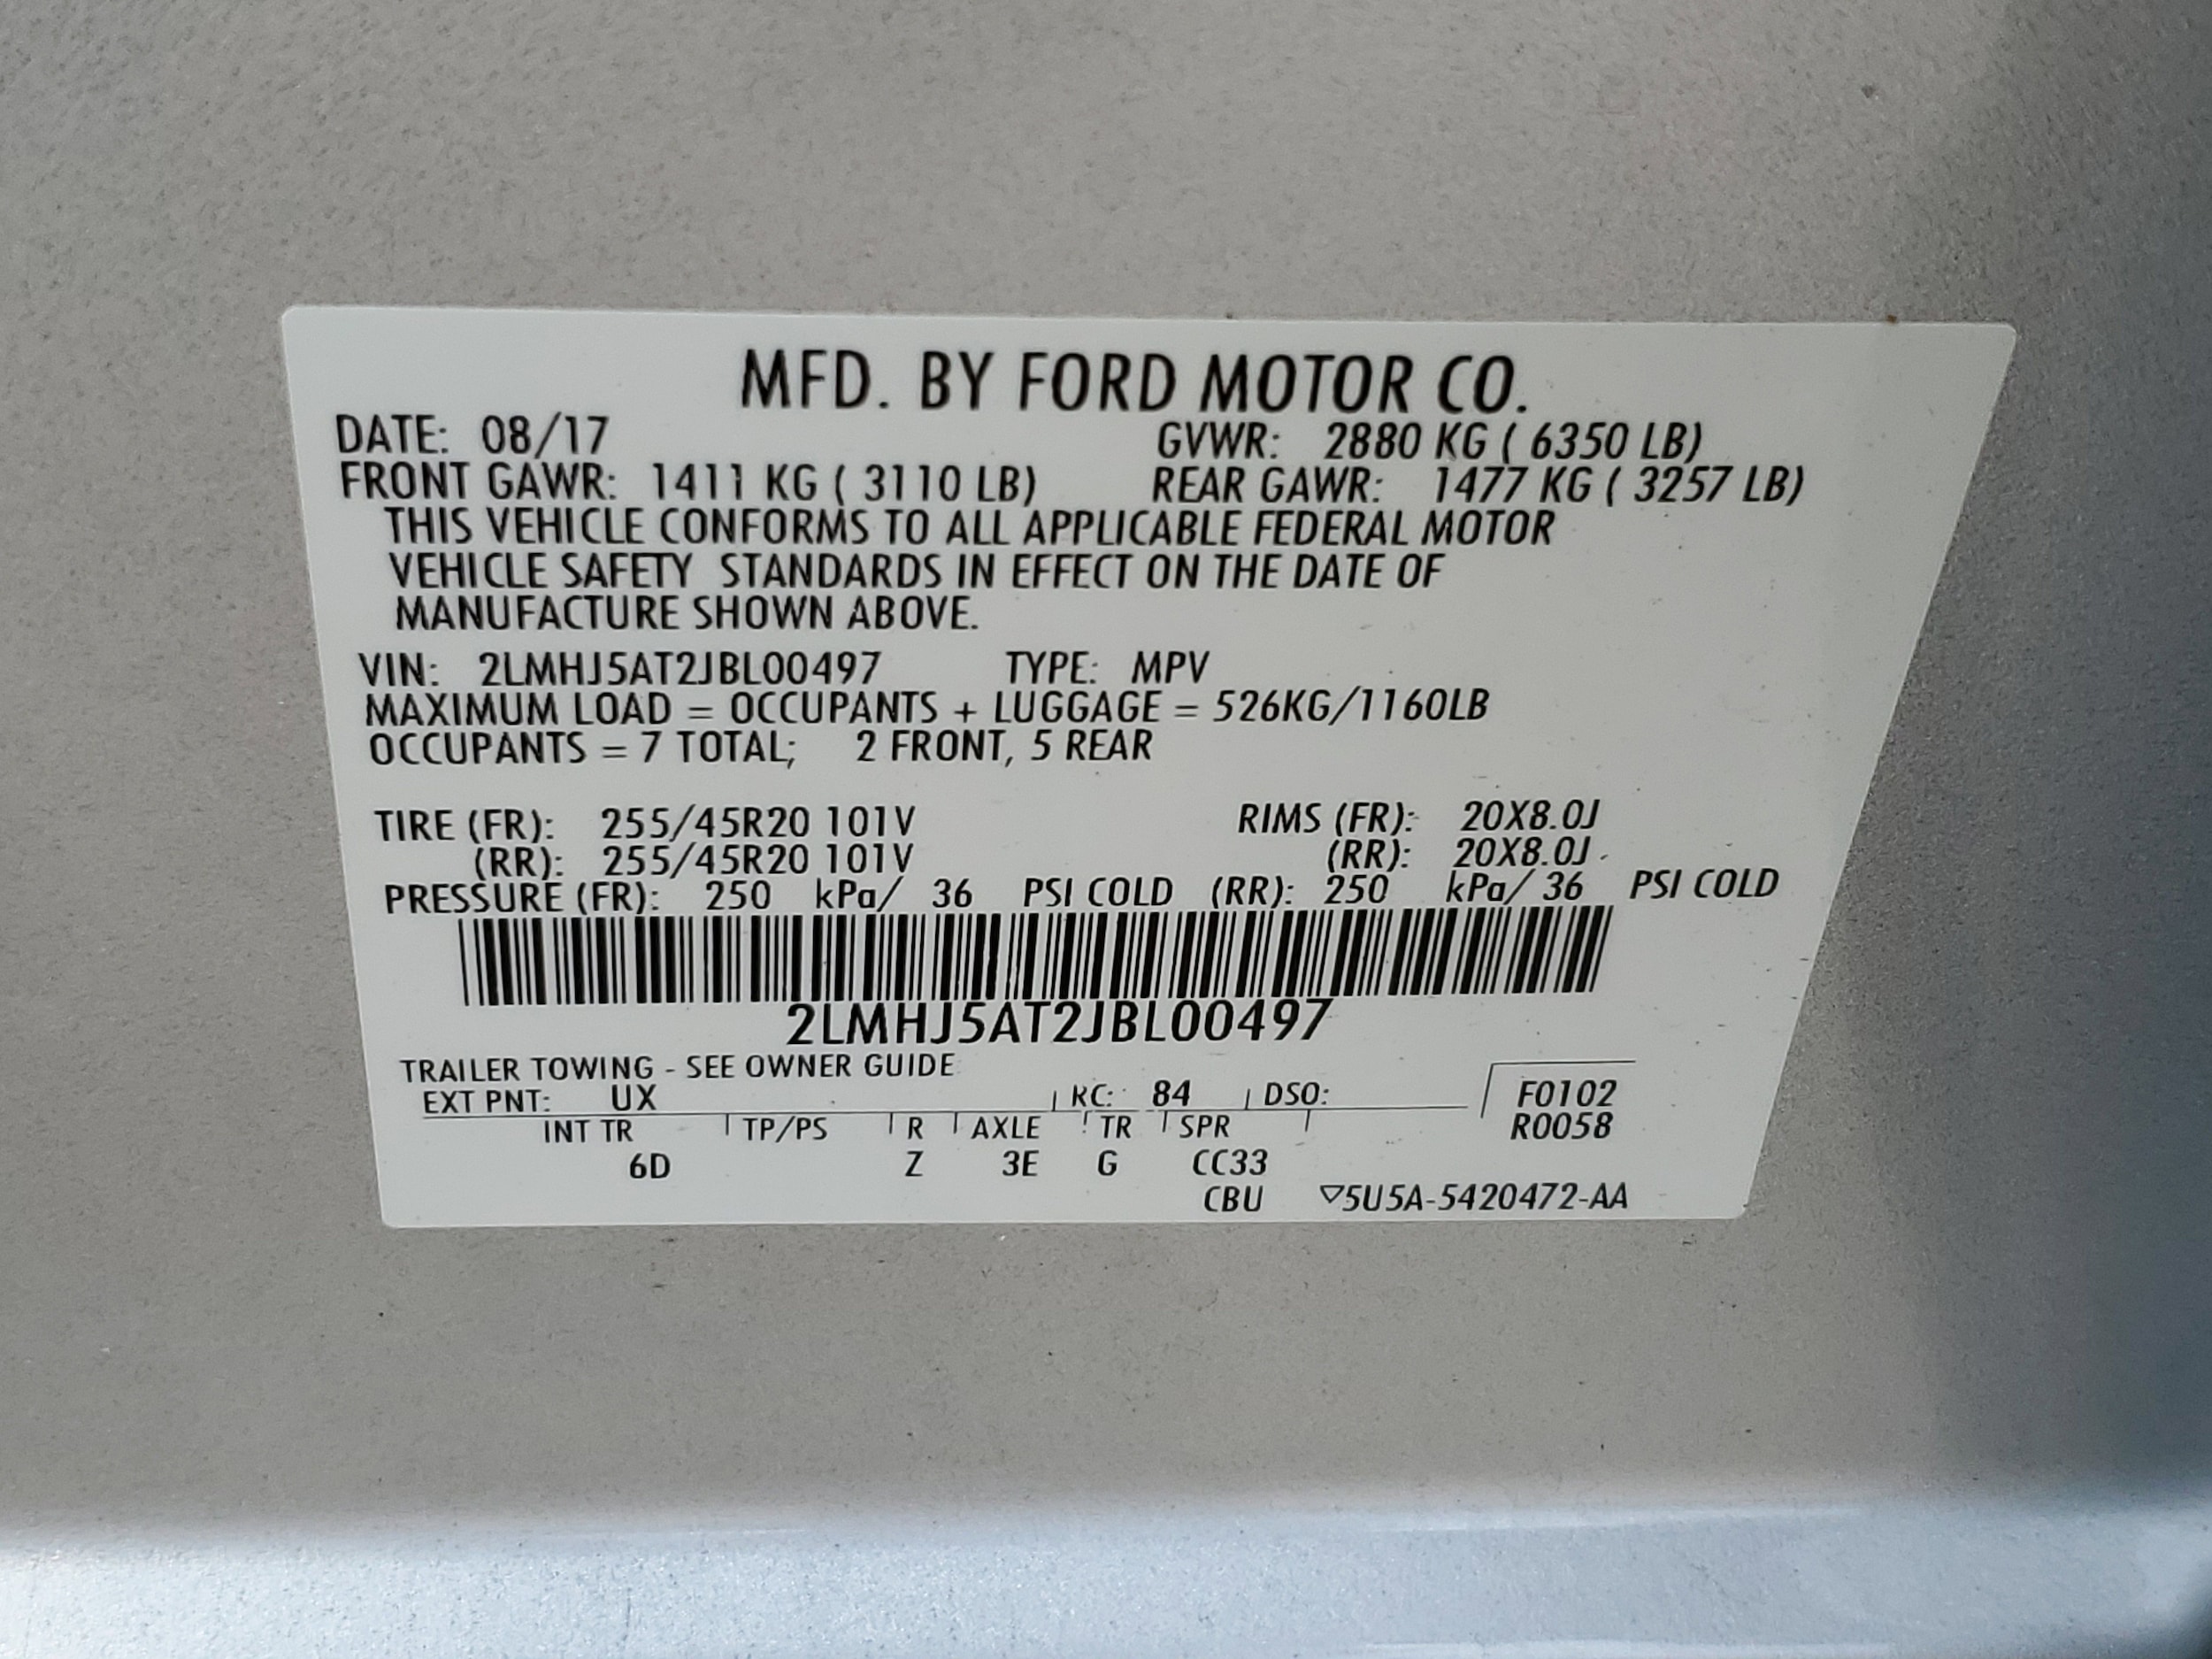 MFD. BY FORD MOTOR CO.
DATE: 08/17 GVWR: 2880 KG ( 6350 LB)
FRONT GAWR: 1411 KG ( 3110 LB) REAR GAWR: 1477 KG ( 3257 LB)
THIS VEHICLE CONFORMS TO ALL APPLICABLE FEDERAL MOTOR
VEHICLE SAFETY STANDARDS IN EFFECT ON THE DATE OF
MANUFACTURE SHOWN ABOVE.
VIN: 2LMHJ5AT2JBL00497 TYPE: MPV
MAXIMUM LOAD = OCCUPANTS + LUGGAGE = 526KG/1160LB
OCCUPANTS = 7 TOTAL; 2 FRONT, 5 REAR
TIRE (FR): 255/45R20 101V RIMS (FR): 20X8.0J
(RR): 255/45R20 101V (RR): 20X8.0J
PRESSURE (FR): 250 kPa/ 36 PSI COLD (RR): 250 kPa/ 36 PSI COLD
2LMHJ5AT2JBL00497
TRAILER TOWING - SEE OWNER GUIDE
EXT PNT: UX RC: 84 DSO: F0102
INT TR TP/PS R AXLE TR SPR R0058
6D Z 3E G CC33
CBU ▽5U5A-5420472-AA